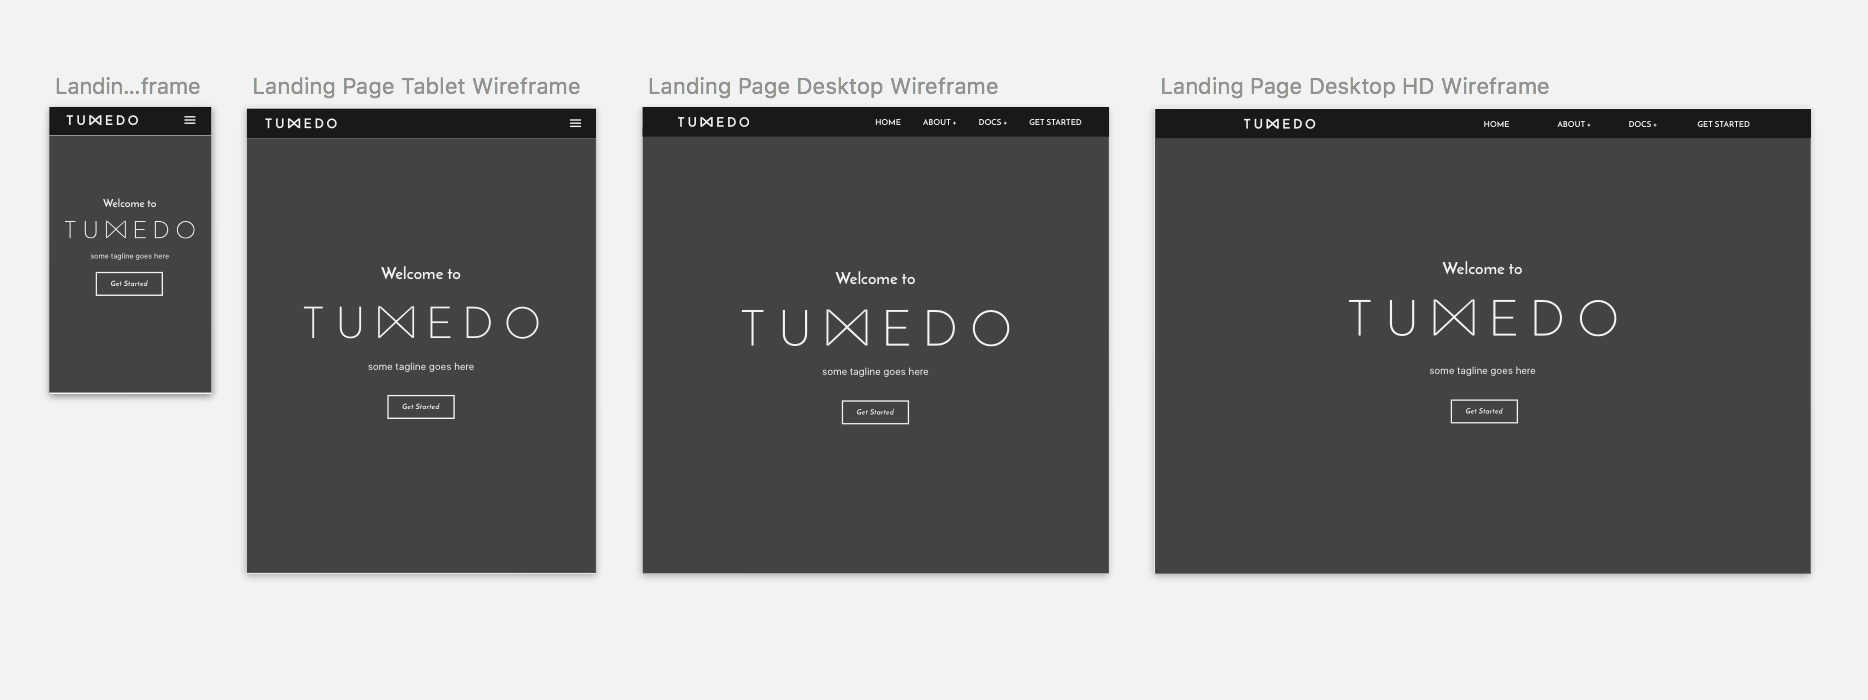 Landin...frame
TUXEDO
Welcome to
TUXEDO
some tagline goes here
Get Started
Landing Page Tablet Wireframe
TUXEDO
Welcome to
TUXEDO
some tagline goes here
Get Started
Landing Page Desktop Wireframe
TUXEDO HOME ABOUT + DOCS + GET STARTED
Welcome to
TUXEDO
some tagline goes here
Get Started
Landing Page Desktop HD Wireframe
TUXEDO HOME ABOUT + DOCS + GET STARTED
Welcome to
TUXEDO
some tagline goes here
Get Started